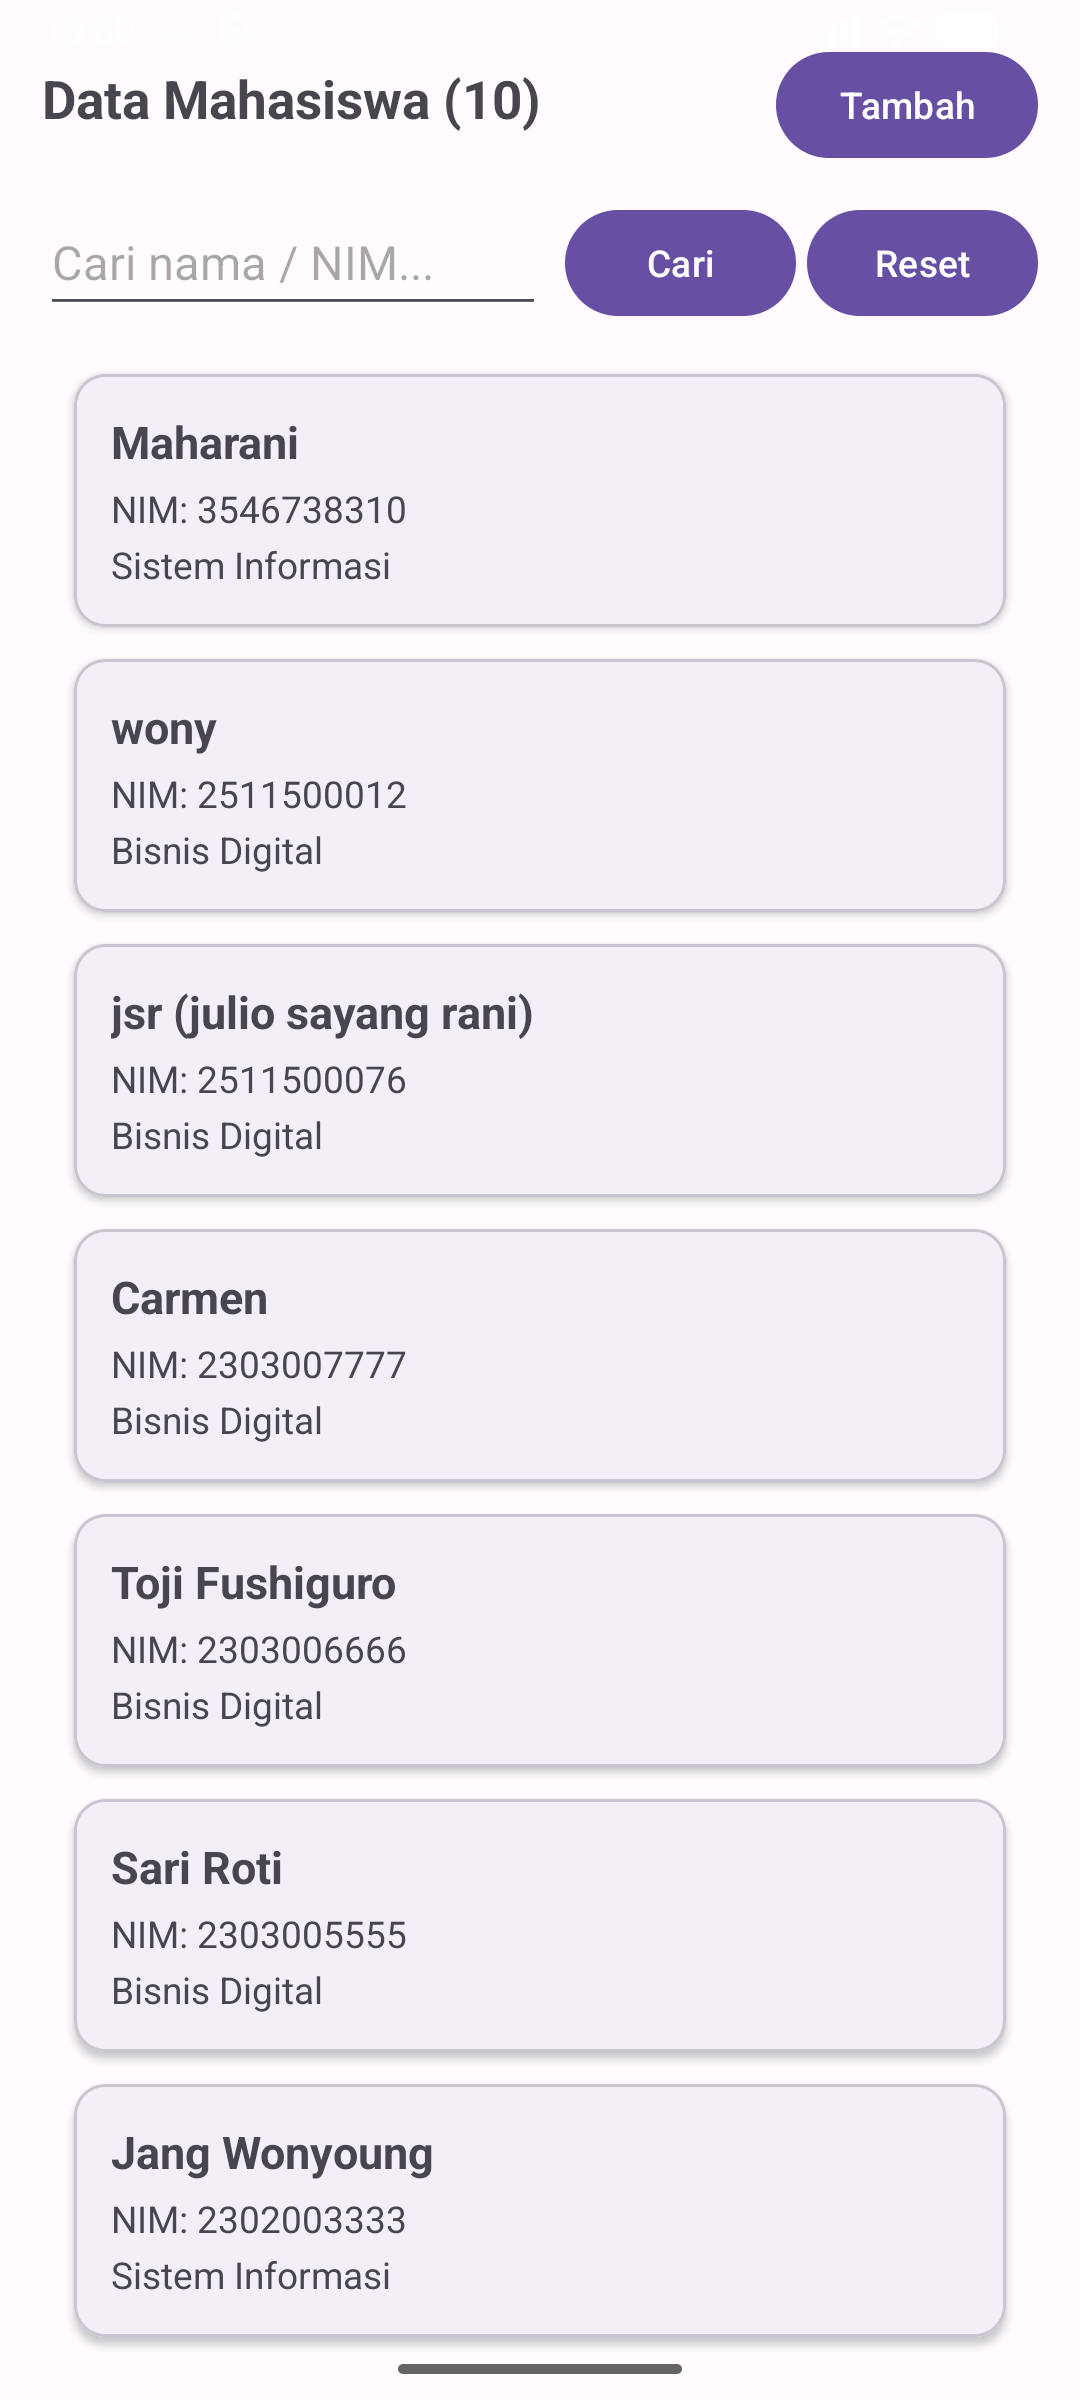 Data Mahasiswa (10)
Tambah
Cari nama / NIM...
Cari
Reset
Maharani
NIM: 3546738310
Sistem Informasi
wony
NIM: 2511500012
Bisnis Digital
jsr (julio sayang rani)
NIM: 2511500076
Bisnis Digital
Carmen
NIM: 2303007777
Bisnis Digital
Toji Fushiguro
NIM: 2303006666
Bisnis Digital
Sari Roti
NIM: 2303005555
Bisnis Digital
Jang Wonyoung
NIM: 2302003333
Sistem Informasi